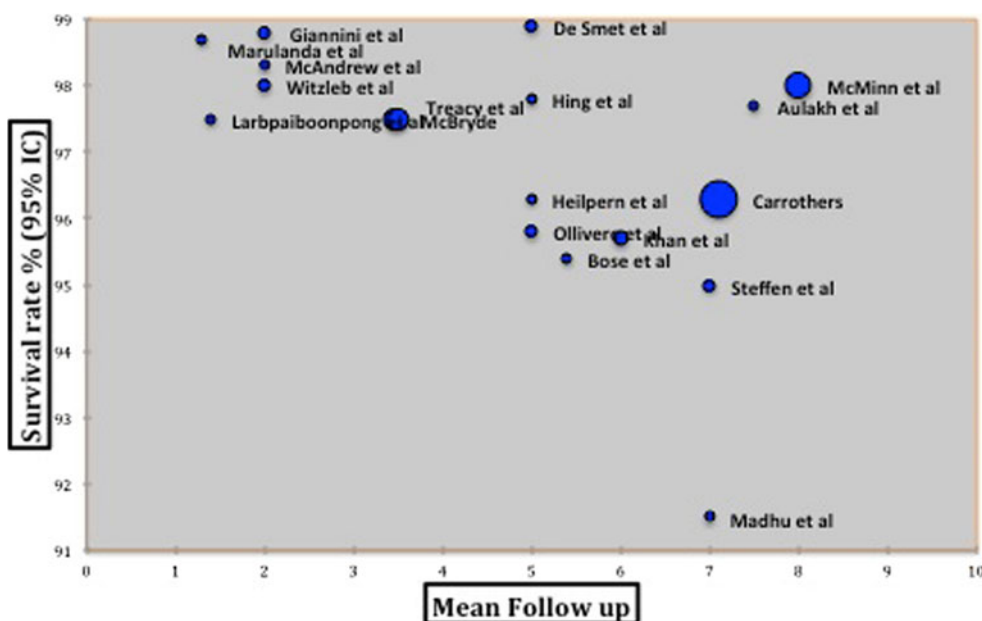 99
Giannini et al
De Smet et al
Marulanda et al
McAndrew et al
98
Witzleb et al
McMinn et al
Hing et al
Treacy et al
Aulakh et al
Larbpaiboonpong et al
McBryde
97
Heilpern et al
Carrothers
96
Ollivere et al
Khan et al
Bose et al
95
Steffen et al
94
93
92
Madhu et al
91
Survival rate % (95% IC)
0 1 2 3 4 5 6 7 8 9 10
Mean Follow up